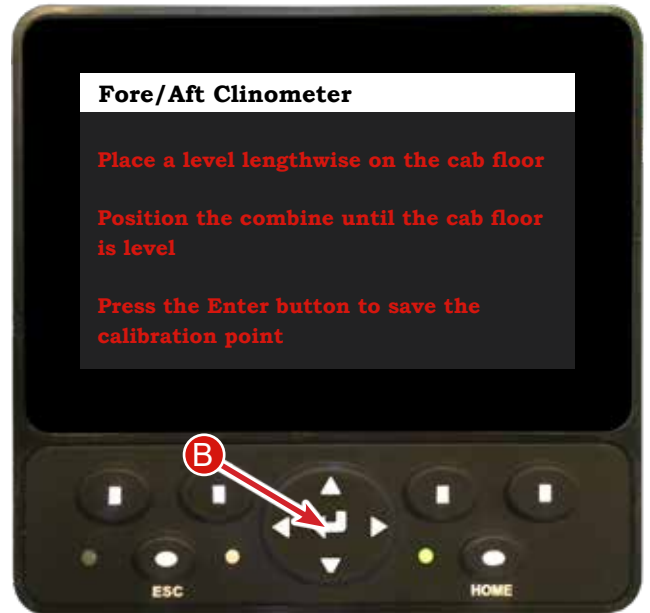 Fore/Aft Clinometer
Place a level lengthwise on the cab floor
Position the combine until the cab floor
is level
Press the Enter button to save the
calibration point
B
ESC
HOME